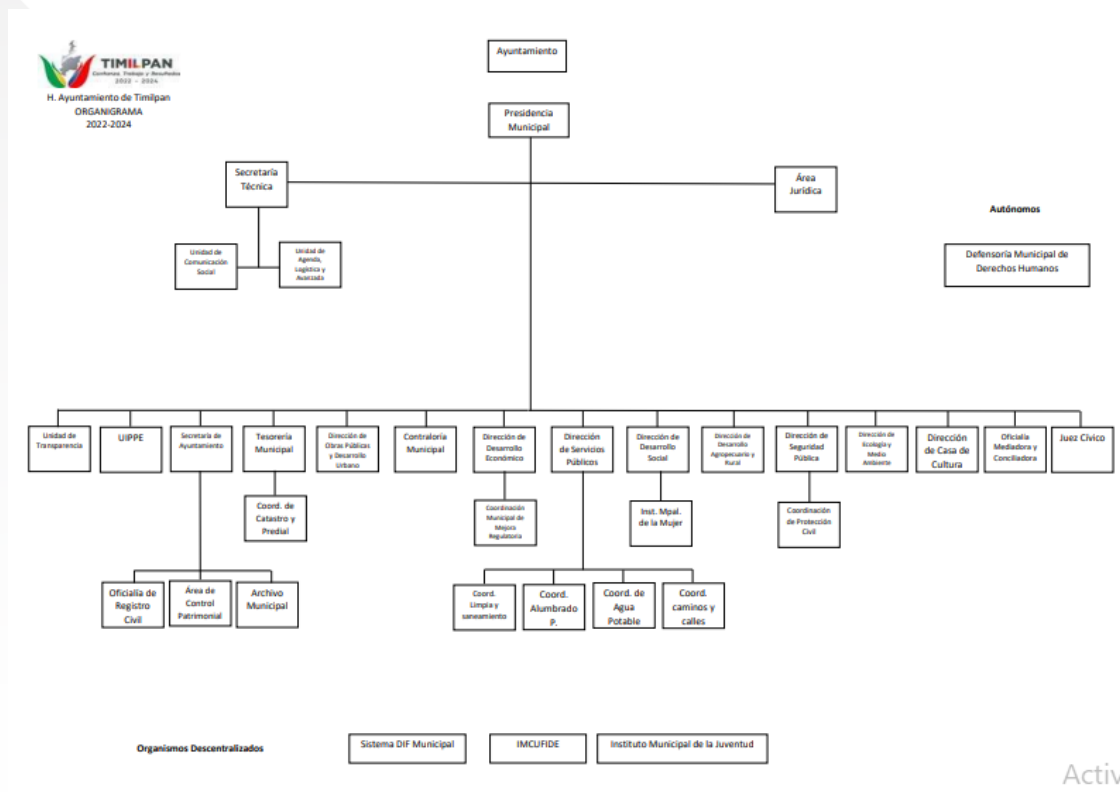 TIMILPAN
Confianza, Trabajo y Resultados
2022 - 2024
H. Ayuntamiento de Timilpan
ORGANIGRAMA
2022-2024
Ayuntamiento
Presidencia
Municipal
Secretaría
Técnica
Área
Jurídica
Autónomos
Unidad de
Comunicación
Social
Unidad de
Agenda,
Logística y
Avanzada
Defensoría Municipal de
Derechos Humanos
Unidad de
Transparencia
UIPPE
Secretaría de
Ayuntamiento
Tesorería
Municipal
Dirección de
Obras Públicas
y Desarrollo
Urbano
Contraloría
Municipal
Dirección de
Desarrollo
Económico
Dirección
de Servicios
Públicos
Dirección de
Desarrollo
Social
Dirección de
Desarrollo
Agropecuario y
Rural
Dirección de
Seguridad
Pública
Dirección de
Ecología y
Medio
Ambiente
Dirección
de Casa de
Cultura
Oficialía
Mediadora y
Conciliadora
Juez Cívico
Coord. de
Catastro y
Predial
Coordinación
Municipal de
Mejora
Regulatoria
Inst. Mpal.
de la Mujer
Coordinación
de Protección
Civil
Oficialía de
Registro
Civil
Área de
Control
Patrimonial
Archivo
Municipal
Coord.
Limpia y
saneamiento
Coord.
Alumbrado
P.
Coord. de
Agua
Potable
Coord.
caminos y
calles
Organismos Descentralizados
Sistema DIF Municipal
IMCUFIDE
Instituto Municipal de la Juventud
Activ